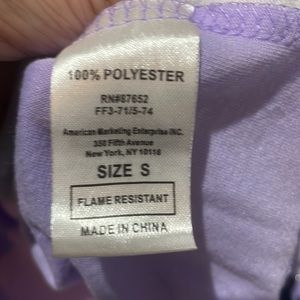 100% POLYESTER
RN#67652
FF3-71/5-74
American Marketing Enterprise INC.
350 Fifth Avenue
New York, NY 10118
SIZE S
FLAME RESISTANT
MADE IN CHINA